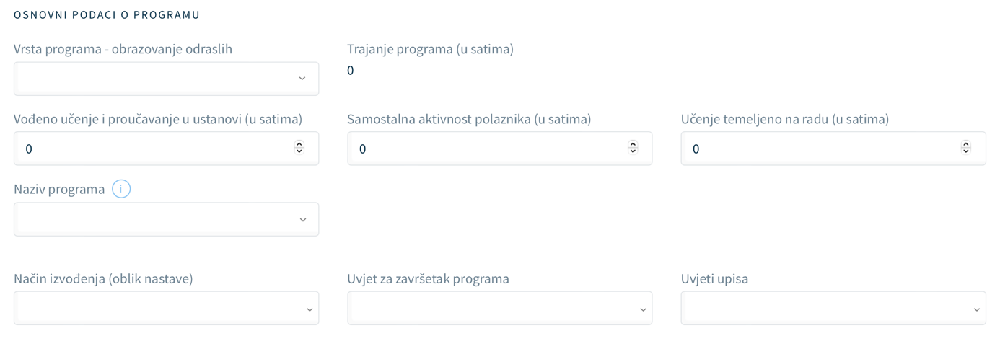 OSNOVNI PODACI O PROGRAMU
Vrsta programa - obrazovanje odraslih
Trajanje programa (u satima)
0
Vođeno učenje i proučavanje u ustanovi (u satima)
Samostalna aktivnost polaznika (u satima)
Učenje temeljeno na radu (u satima)
0
0
0
Naziv programa i
Način izvođenja (oblik nastave)
Uvjet za završetak programa
Uvjeti upisa